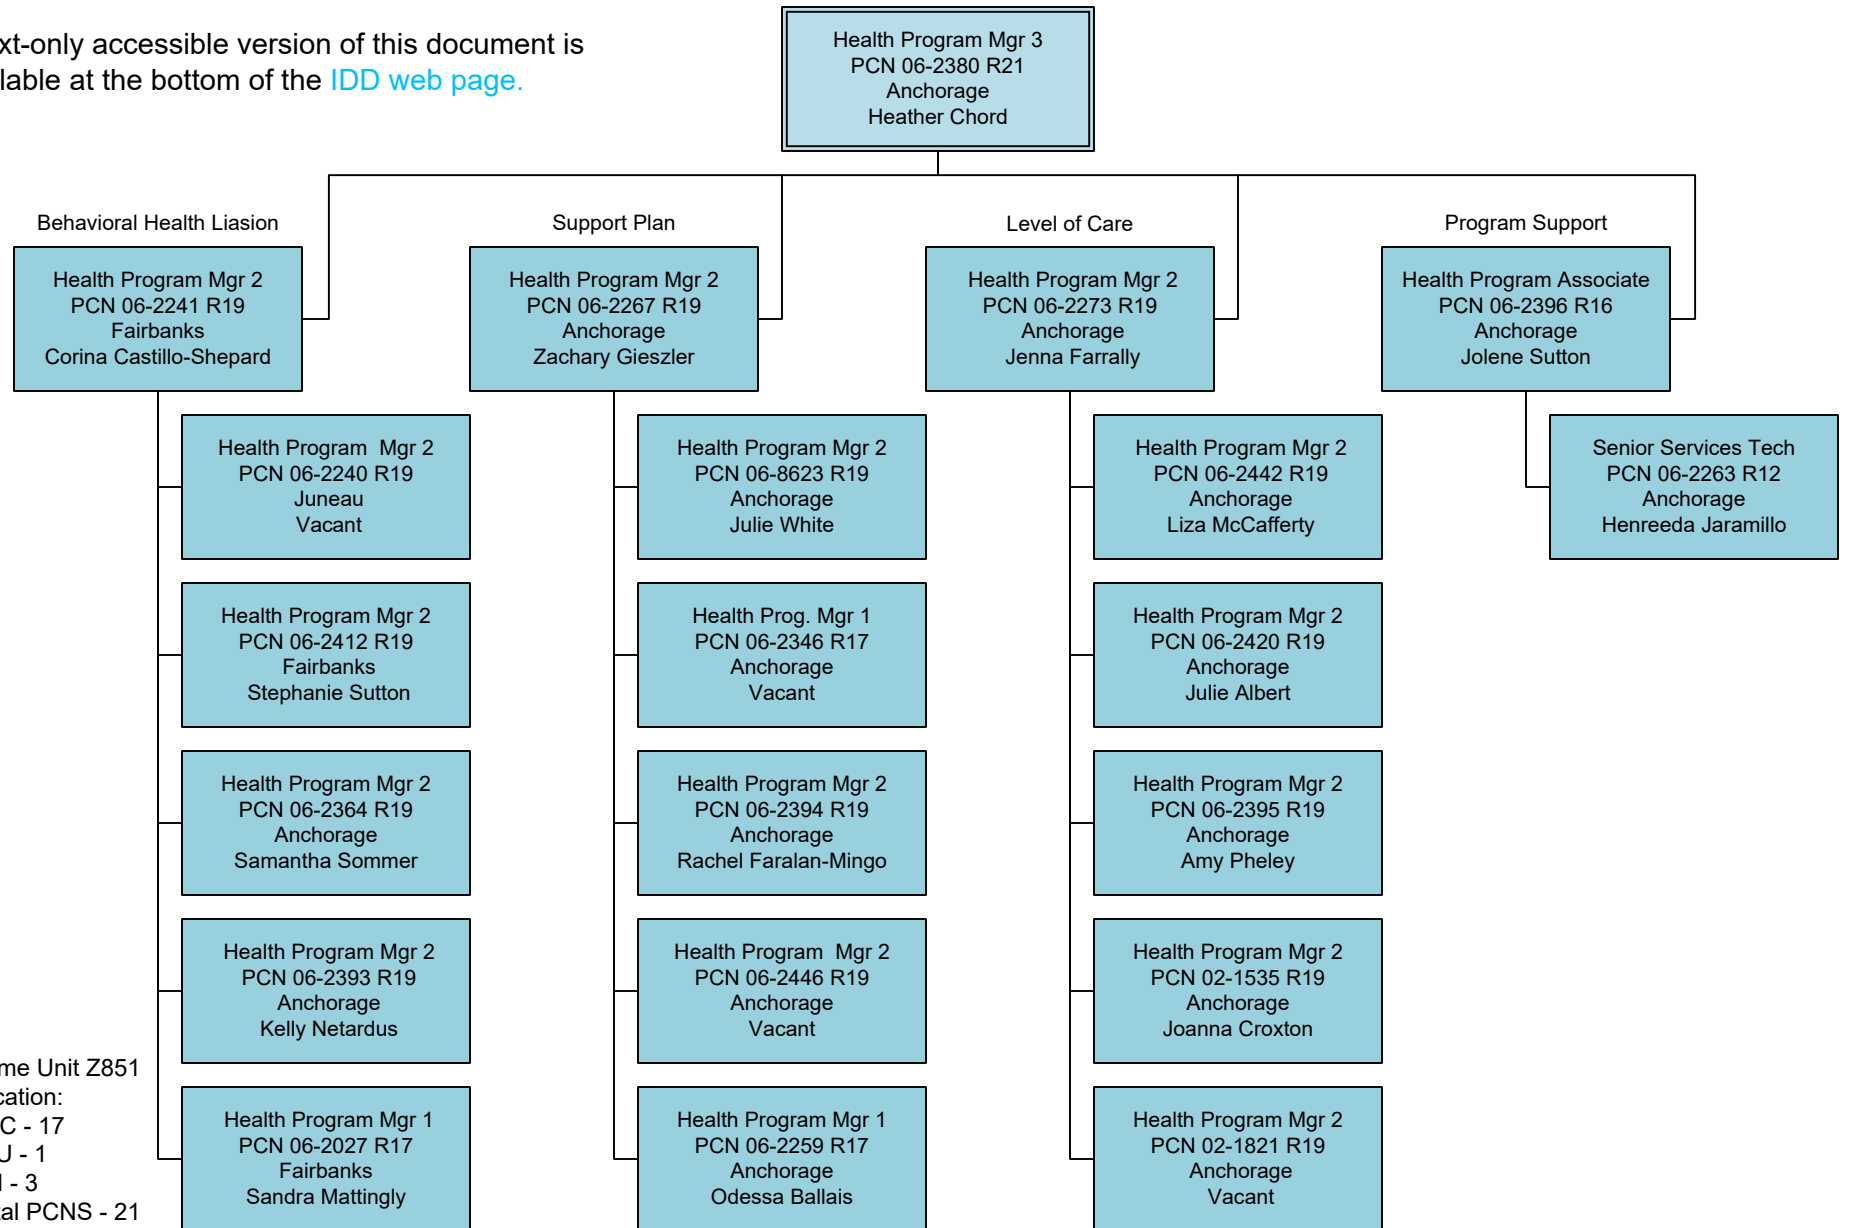 xt-only accessible version of this document is
lable at the bottom of the IDD web page.
Health Program Mgr 3
PCN 06-2380 R21
Anchorage
Heather Chord
Behavioral Health Liasion
Health Program Mgr 2
PCN 06-2241 R19
Fairbanks
Corina Castillo-Shepard
Health Program  Mgr 2
PCN 06-2240 R19
Juneau
Vacant
Health Program Mgr 2
PCN 06-2412 R19
Fairbanks
Stephanie Sutton
Health Program Mgr 2
PCN 06-2364 R19
Anchorage
Samantha Sommer
Health Program Mgr 2
PCN 06-2393 R19
Anchorage
Kelly Netardus
Health Program Mgr 1
PCN 06-2027 R17
Fairbanks
Sandra Mattingly
Support Plan
Health Program Mgr 2
PCN 06-2267 R19
Anchorage
Zachary Gieszler
Health Program Mgr 2
PCN 06-8623 R19
Anchorage
Julie White
Health Prog. Mgr 1
PCN 06-2346 R17
Anchorage
Vacant
Health Program Mgr 2
PCN 06-2394 R19
Anchorage
Rachel Faralan-Mingo
Health Program  Mgr 2
PCN 06-2446 R19
Anchorage
Vacant
Health Program Mgr 1
PCN 06-2259 R17
Anchorage
Odessa Ballais
Level of Care
Health Program Mgr 2
PCN 06-2273 R19
Anchorage
Jenna Farrally
Health Program Mgr 2
PCN 06-2442 R19
Anchorage
Liza McCafferty
Health Program Mgr 2
PCN 06-2420 R19
Anchorage
Julie Albert
Health Program Mgr 2
PCN 06-2395 R19
Anchorage
Amy Pheley
Health Program Mgr 2
PCN 02-1535 R19
Anchorage
Joanna Croxton
Health Program Mgr 2
PCN 02-1821 R19
Anchorage
Vacant
Program Support
Health Program Associate
PCN 06-2396 R16
Anchorage
Jolene Sutton
Senior Services Tech
PCN 06-2263 R12
Anchorage
Henreeda Jaramillo
me Unit Z851
cation:
C - 17
U - 1
- 3
al PCNS - 21